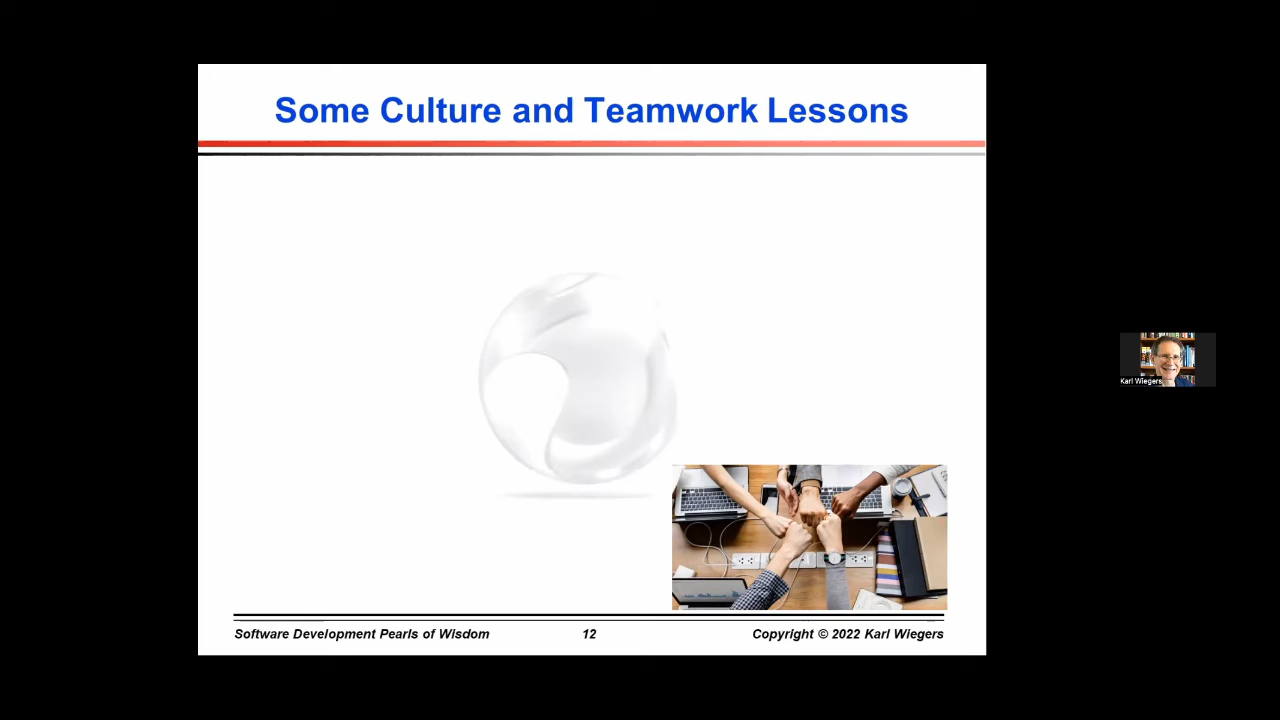 Some Culture and Teamwork Lessons
Karl Wiegers
Software Development Pearls of Wisdom 12 Copyright © 2022 Karl Wiegers